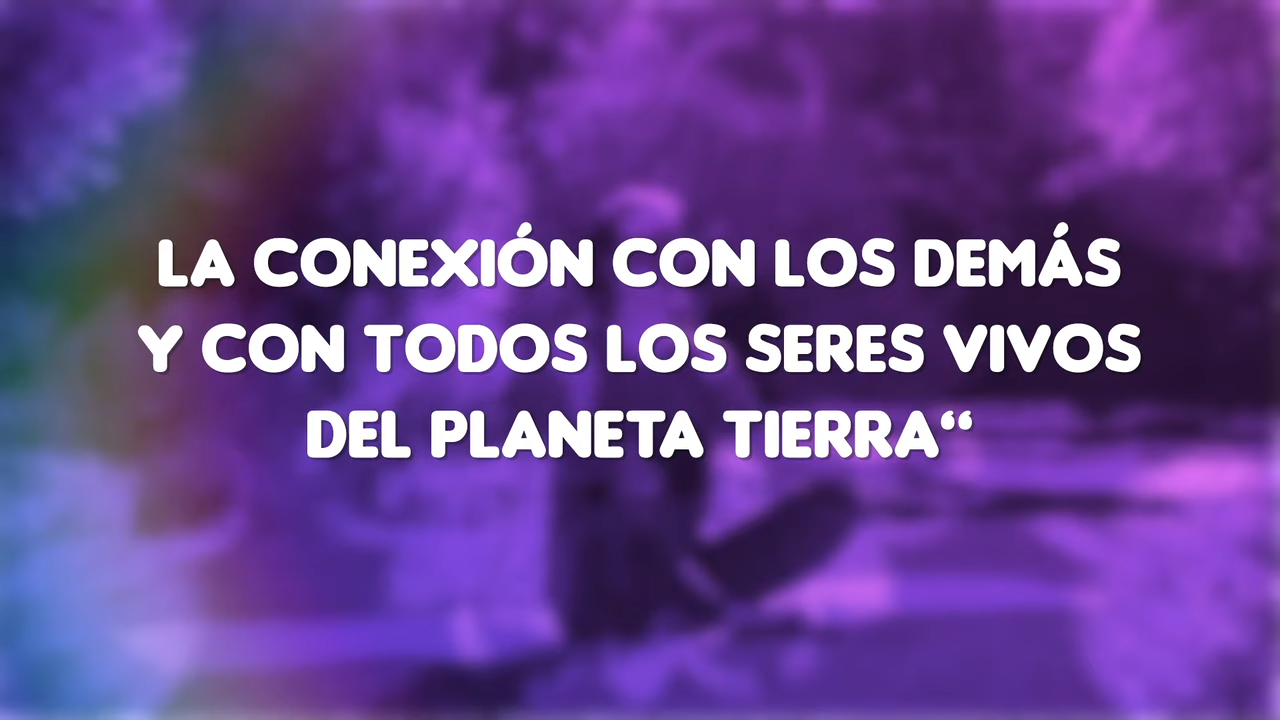 LA CONEXIÓN CON LOS DEMÁS
Y CON TODOS LOS SERES VIVOS
DEL PLANETA TIERRA“